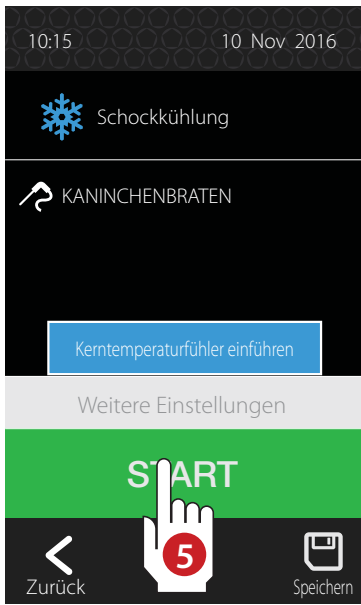 10:15 10 Nov 2016
Schockkühlung
KANINCHENBRATEN
Kerntemperaturfühler einführen
Weitere Einstellungen
START
5
Zurück Speichern